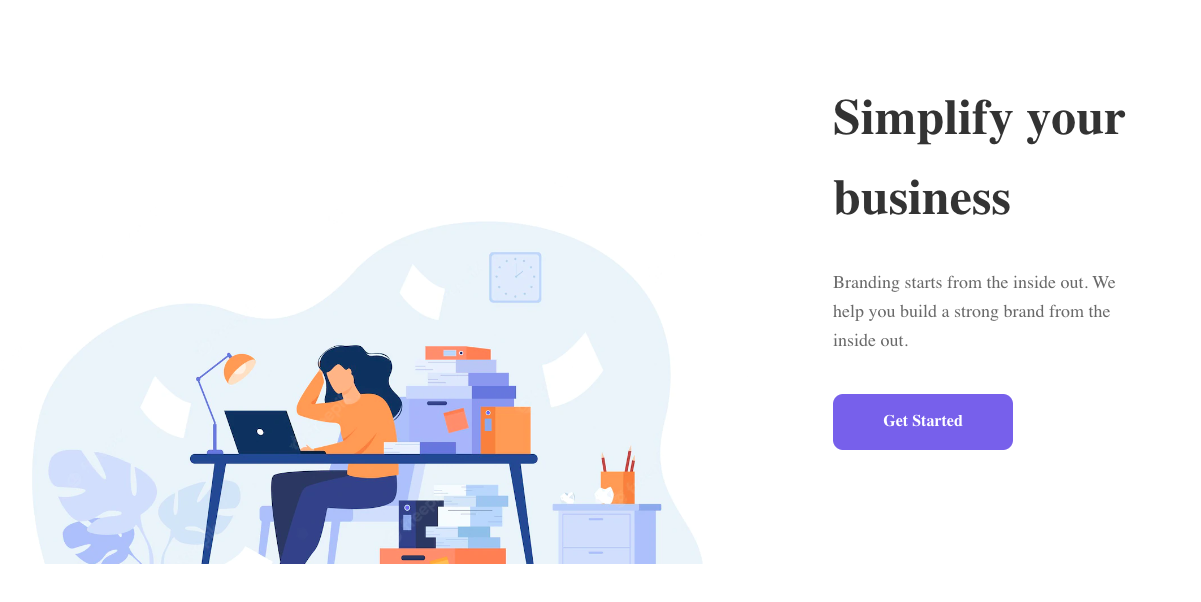 Simplify your
business
Branding starts from the inside out. We
help you build a strong brand from the
inside out.
Get Started